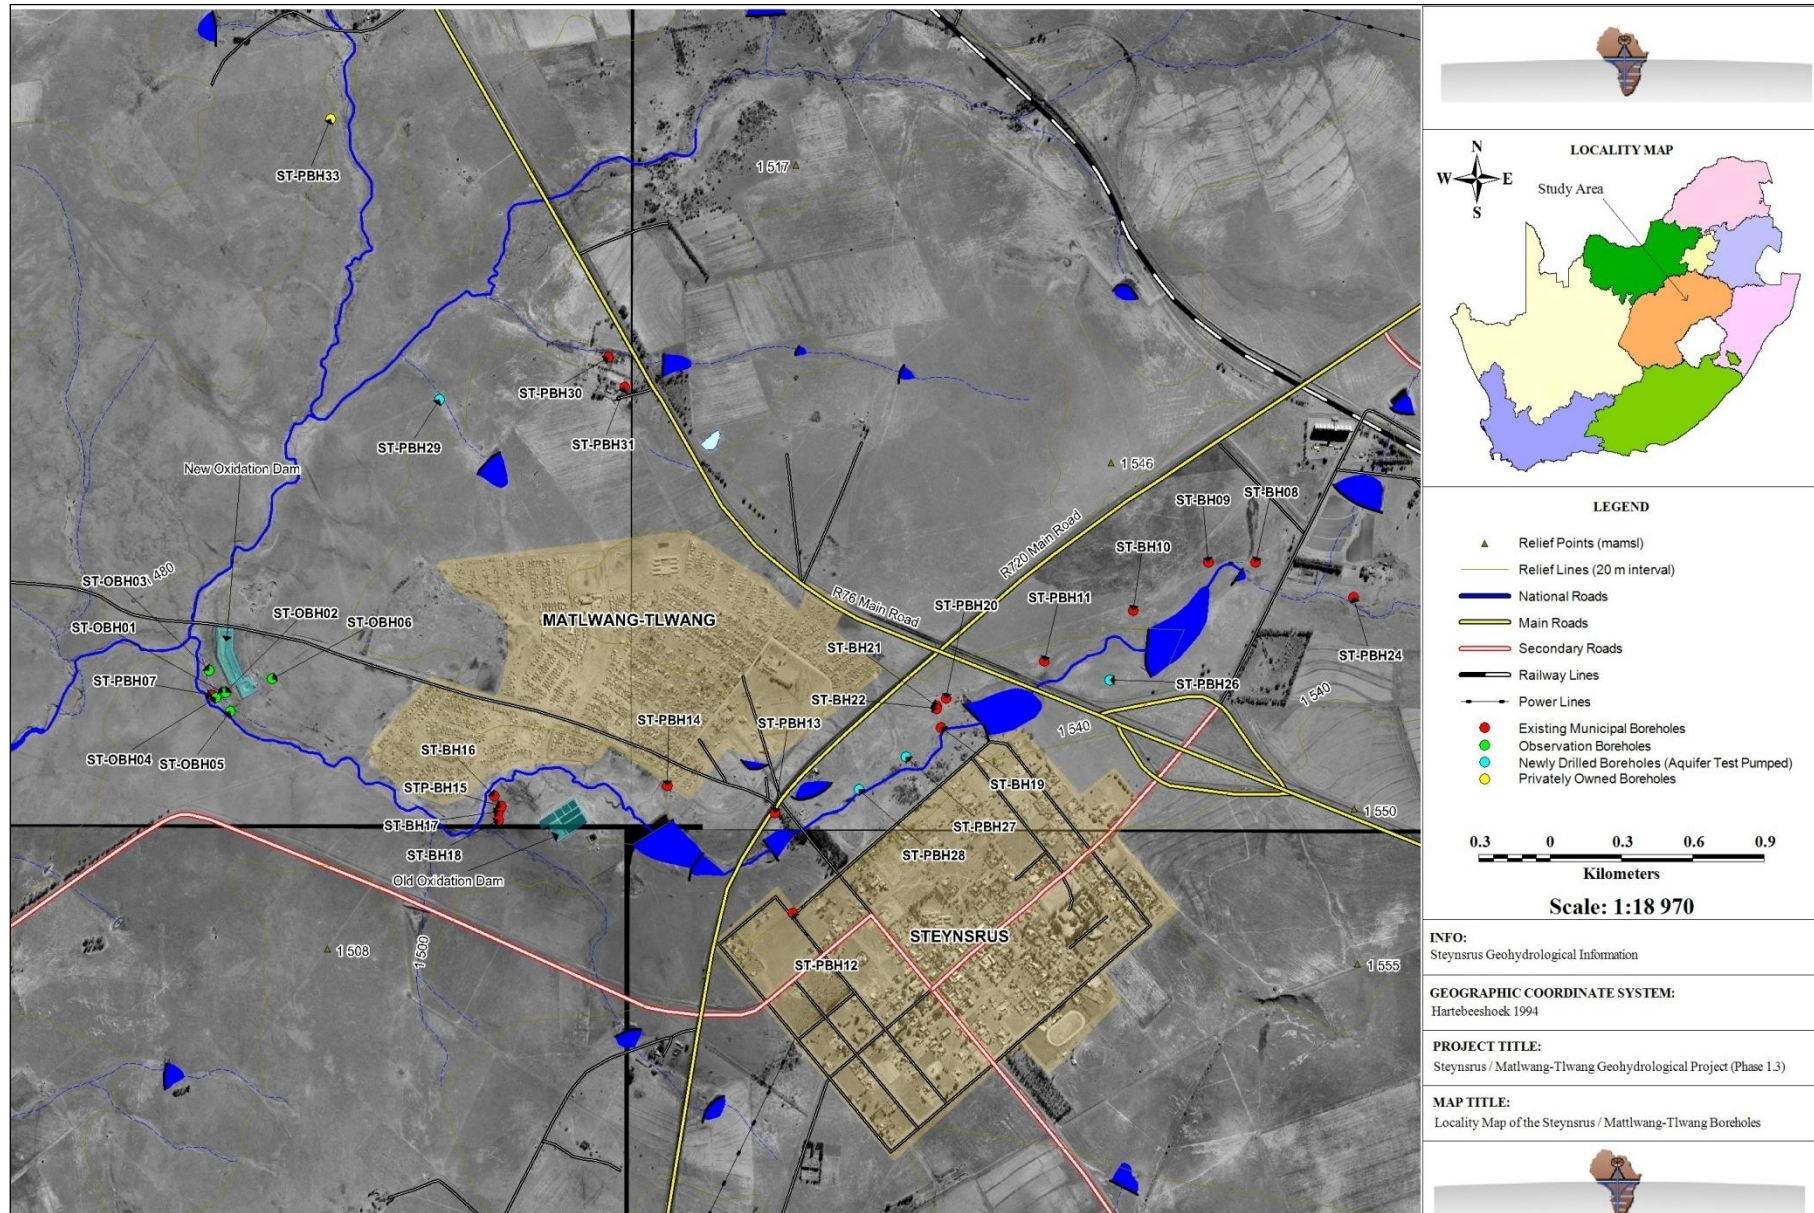 ST-PBH33
1 517
ST-PBH30
ST-PBH31
ST-PBH29
New Oxidation Dam
1 546
ST-BH09
ST-BH08
ST-BH10
R720 Main Road
ST-OBH03
1 480
ST-OBH02
ST-OBH06
ST-OBH01
MATLWANG-TLWANG
R76 Main Road
ST-PBH20
ST-PBH11
ST-BH21
ST-PBH24
ST-PBH07
ST-PBH26
1 540
ST-BH22
ST-PBH14
ST-PBH13
1 540
ST-BH16
ST-OBH04
ST-OBH05
STP-BH15
ST-BH19
1 550
ST-BH17
ST-PBH27
ST-BH18
ST-PBH28
Old Oxidation Dam
STEYNSRUS
1 508
1 500
ST-PBH12
1 555
LOCALITY MAP
N
W E
S
Study Area
LEGEND
Relief Points (mamsl)
Relief Lines (20 m interval)
National Roads
Main Roads
Secondary Roads
Railway Lines
Power Lines
Existing Municipal Boreholes
Observation Boreholes
Newly Drilled Boreholes (Aquifer Test Pumped)
Privately Owned Boreholes
0.3 0 0.3 0.6 0.9
Kilometers
Scale: 1:18 970
INFO:
Steynsrus Geohydrological Information
GEOGRAPHIC COORDINATE SYSTEM:
Hartebeeshoek 1994
PROJECT TITLE:
Steynsrus / Matlwang-Tlwang Geohydrological Project (Phase 1.3)
MAP TITLE:
Locality Map of the Steynsrus / Mattlwang-Tlwang Boreholes